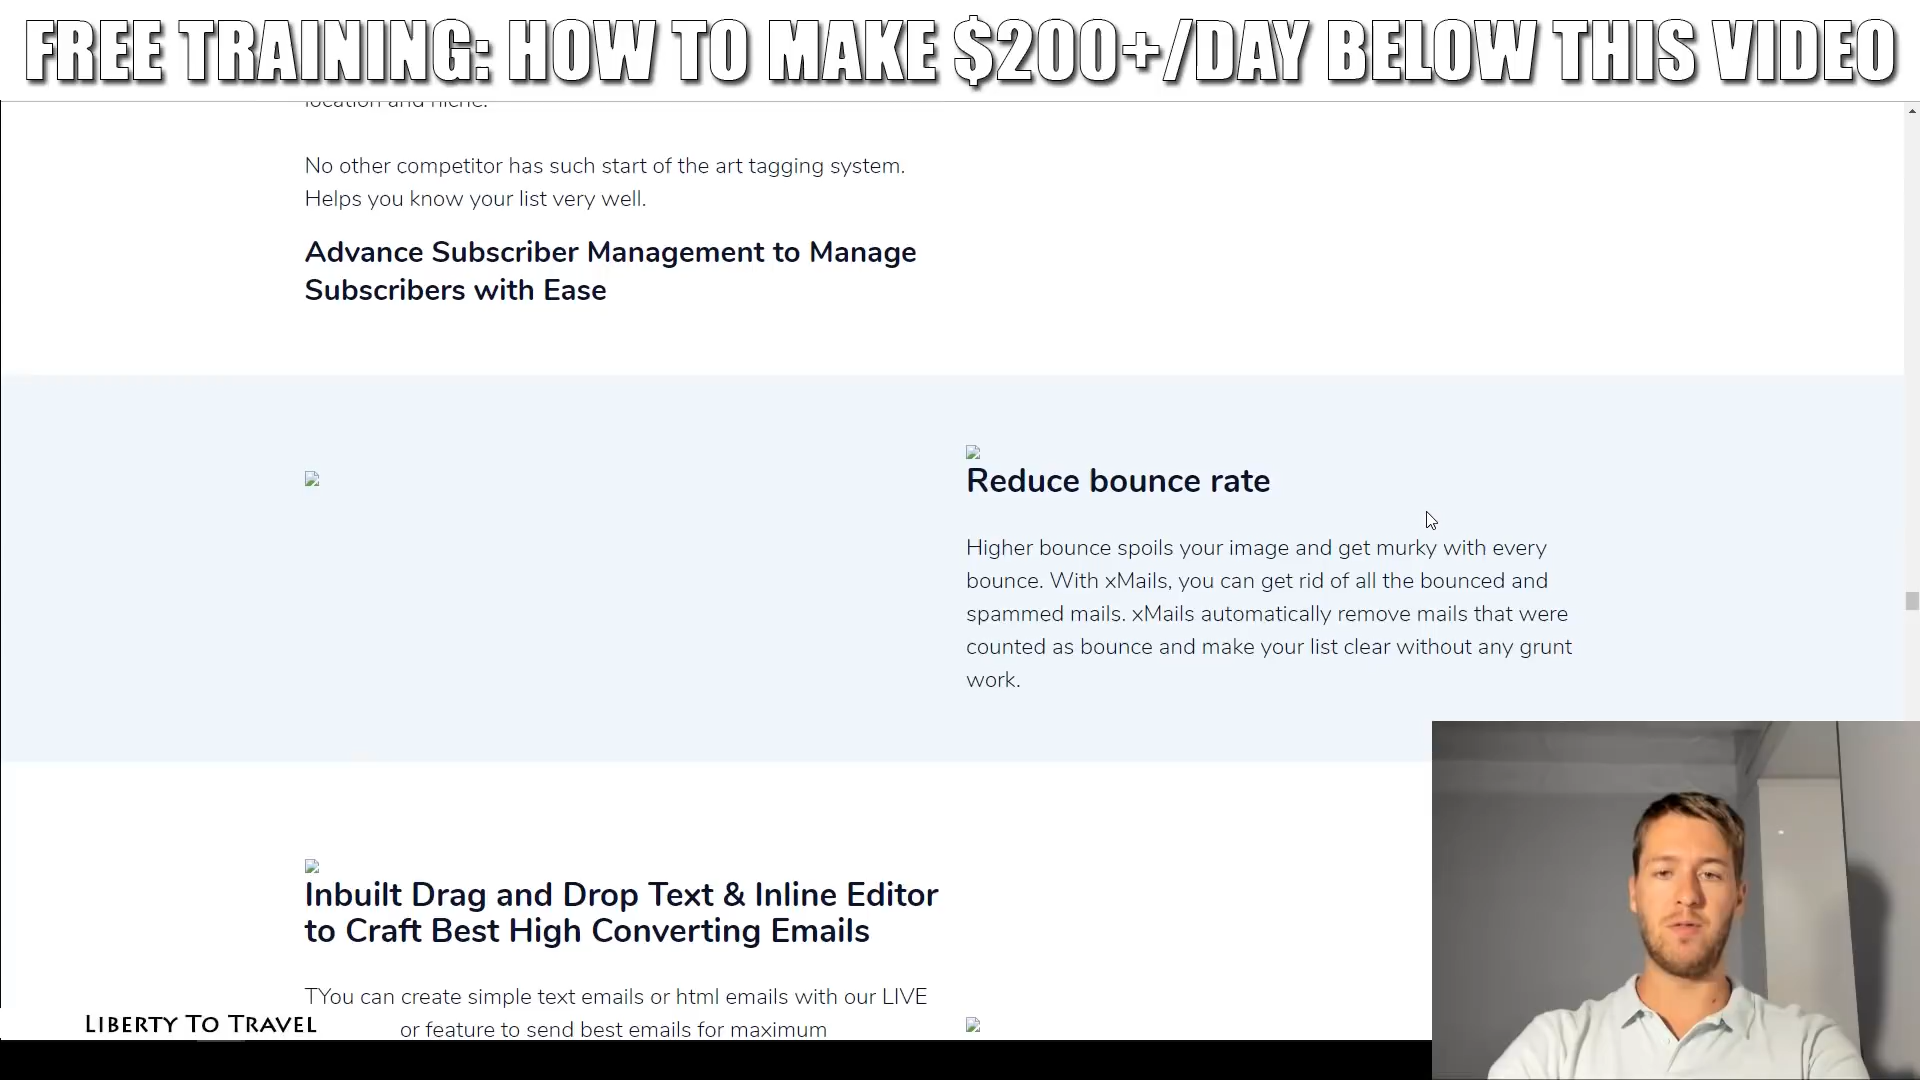 FREE TRAINING: HOW TO MAKE $200+/DAY BELOW THIS VIDEO
location and niche.
No other competitor has such start of the art tagging system.
Helps you know your list very well.
Advance Subscriber Management to Manage
Subscribers with Ease
Reduce bounce rate
Higher bounce spoils your image and get murky with every
bounce. With xMails, you can get rid of all the bounced and
spammed mails. xMails automatically remove mails that were
counted as bounce and make your list clear without any grunt
work.
Inbuilt Drag and Drop Text & Inline Editor
to Craft Best High Converting Emails
TYou can create simple text emails or html emails with our LIVE
or feature to send best emails for maximum
LIBERTY TO TRAVEL